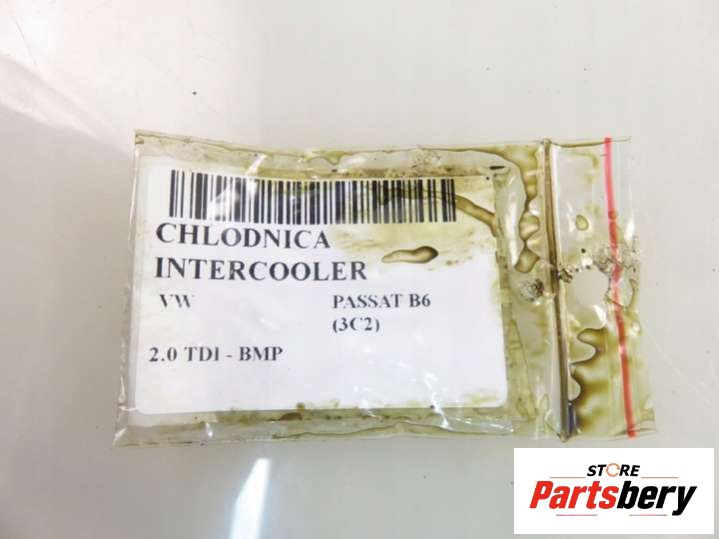 CHLODNICA
INTERCOOLER
VW PASSAT B6
(3C2)
2.0 TDI - BMP
STORE
Partsbery